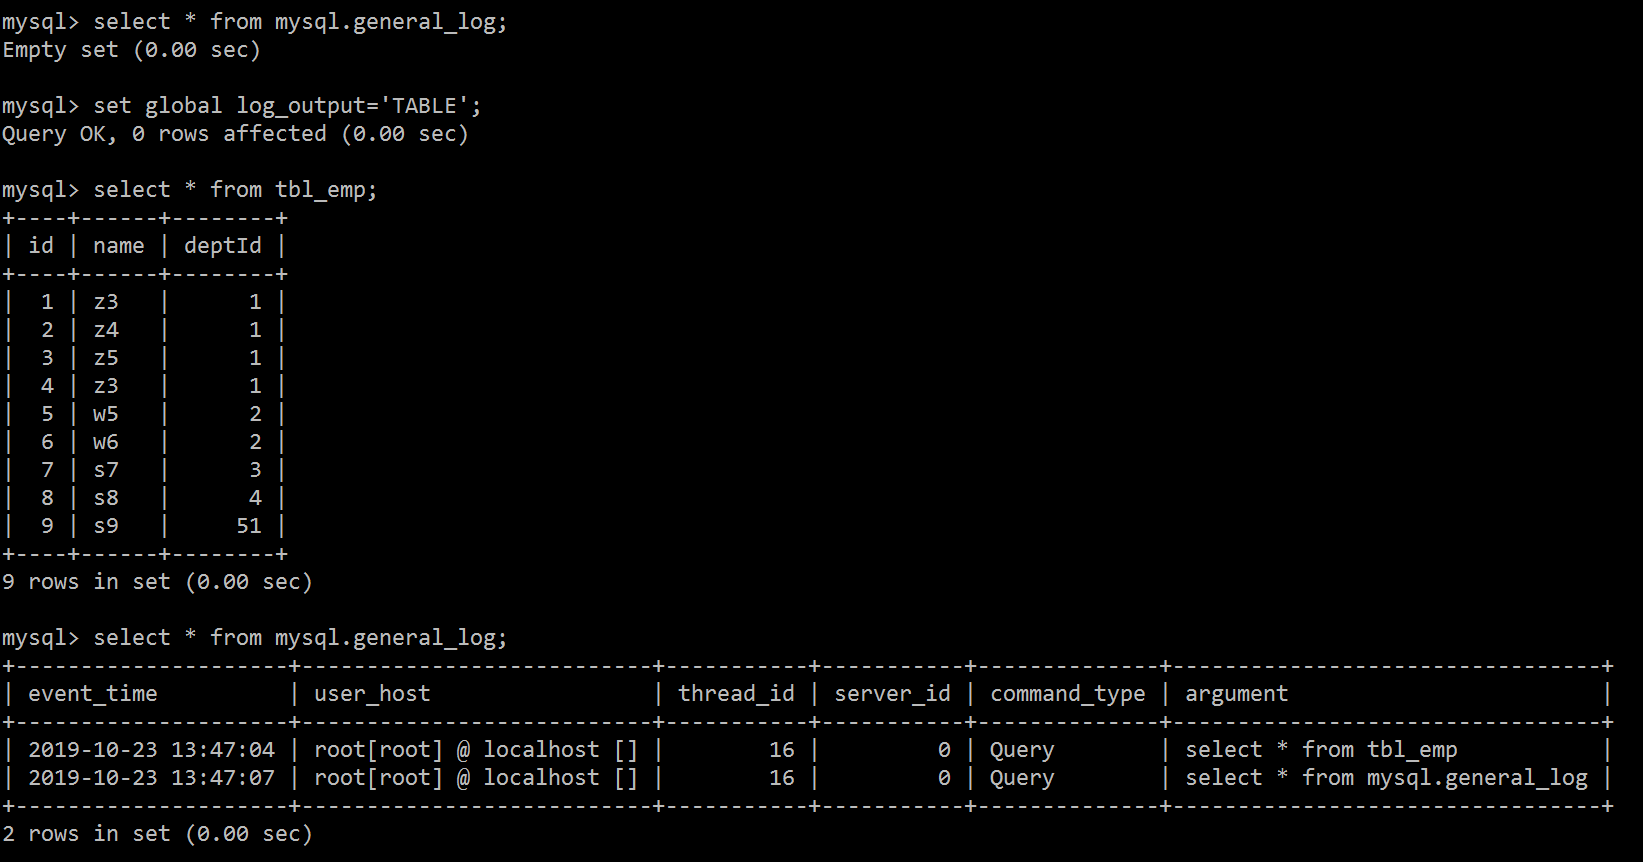 mysql> select * from mysql.general_log;
Empty set (0.00 sec)

mysql> set global log_output='TABLE';
Query OK, 0 rows affected (0.00 sec)

mysql> select * from tbl_emp;
+----+------+--------+
| id | name | deptId |
+----+------+--------+
|  1 | z3   |      1 |
|  2 | z4   |      1 |
|  3 | z5   |      1 |
|  4 | z3   |      1 |
|  5 | w5   |      2 |
|  6 | w6   |      2 |
|  7 | s7   |      3 |
|  8 | s8   |      4 |
|  9 | s9   |     51 |
+----+------+--------+
9 rows in set (0.00 sec)

mysql> select * from mysql.general_log;
+---------------------+---------------------------+-----------+-----------+--------------+---------------------------------+
| event_time          | user_host                 | thread_id | server_id | command_type | argument                        |
+---------------------+---------------------------+-----------+-----------+--------------+---------------------------------+
| 2019-10-23 13:47:04 | root[root] @ localhost [] |        16 |         0 | Query        | select * from tbl_emp           |
| 2019-10-23 13:47:07 | root[root] @ localhost [] |        16 |         0 | Query        | select * from mysql.general_log |
+---------------------+---------------------------+-----------+-----------+--------------+---------------------------------+
2 rows in set (0.00 sec)